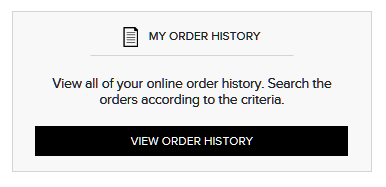 MY ORDER HISTORY
View all of your online order history. Search the
orders according to the criteria.
VIEW ORDER HISTORY